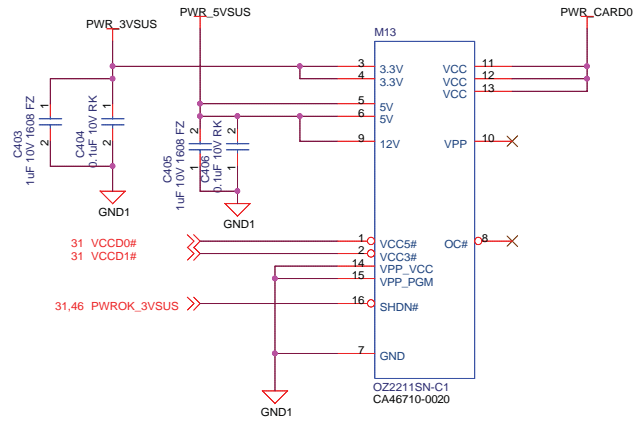 PWR_3VSUS
PWR_5VSUS
PWR_CARD0
M13
3 3.3V
4 3.3V
5 5V
6 5V
9 12V
VCC 11
VCC 12
VCC 13
VPP 10
OC# 8
1 VCC5#
2 VCC3#
14 VPP_VCC
15 VPP_PGM
16 SHDN#
7 GND
1
2
C403
1uF 10V 1608 FZ
1
2
C404
0.1uF 10V RK
2
1
C405
1uF 10V 1608 FZ
2
1
C406
0.1uF 10V RK
GND1
GND1
31 VCCD0#
31 VCCD1#
31,46 PWROK_3VSUS
GND1
OZ2211SN-C1
CA46710-0020